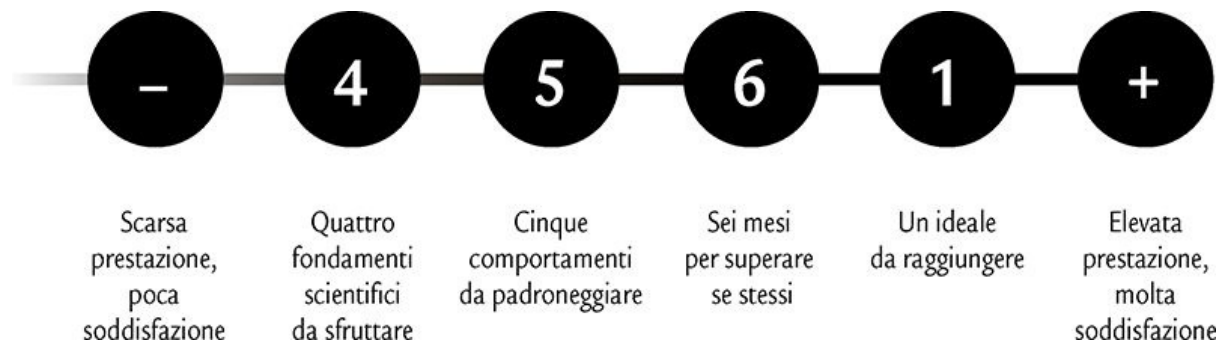 –
4
5
6
1
+
Scarsa
prestazione,
poca
soddisfazione
Quattro
fondamenti
scientifici
da sfruttare
Cinque
comportamenti
da padroneggiare
Sei mesi
per superare
se stessi
Un ideale
da raggiungere
Elevata
prestazione,
molta
soddisfazione